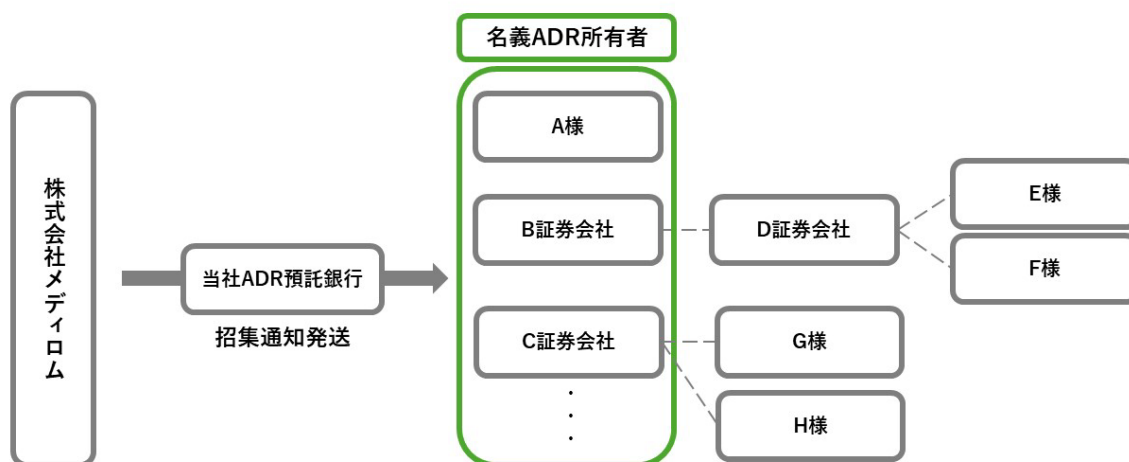 名義ADR所有者
株式会社メディロム
当社ADR預託銀行
招集通知発送
A様
B証券会社
C証券会社
・
・
・
D証券会社
E様
F様
G様
H様